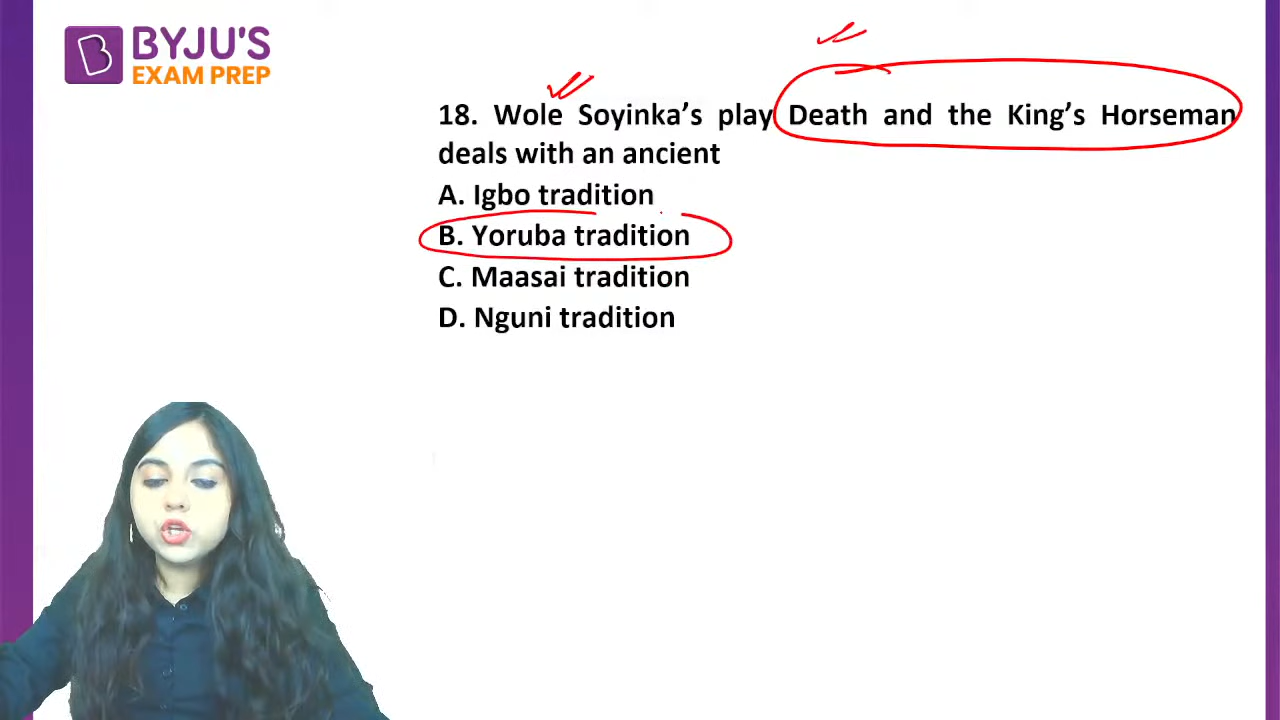 BYJU'S
EXAM PREP
18. Wole Soyinka’s play Death and the King’s Horseman
deals with an ancient
A. Igbo tradition
B. Yoruba tradition
C. Maasai tradition
D. Nguni tradition